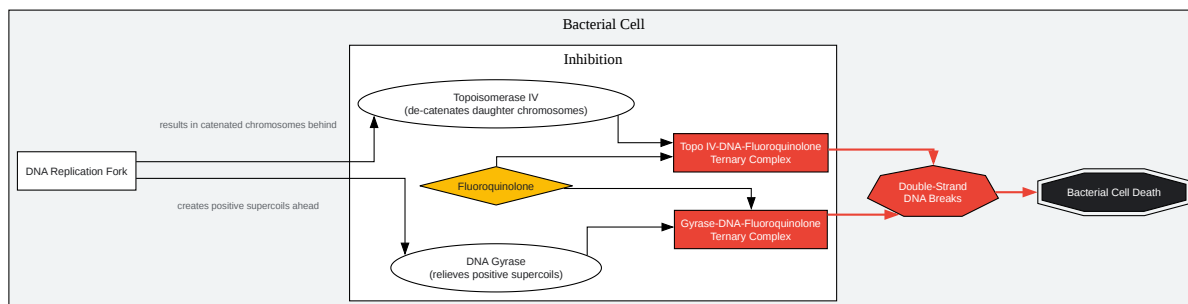 Bacterial Cell
Inhibition
Topoisomerase IV
(de-catenates daughter chromosomes)
results in catenated chromosomes behind
Topo IV-DNA-Fluoroquinolone
Ternary Complex
DNA Replication Fork
Fluoroquinolone
Double-Strand
DNA Breaks
Bacterial Cell Death
creates positive supercoils ahead
Gyrase-DNA-Fluoroquinolone
Ternary Complex
DNA Gyrase
(relieves positive supercoils)